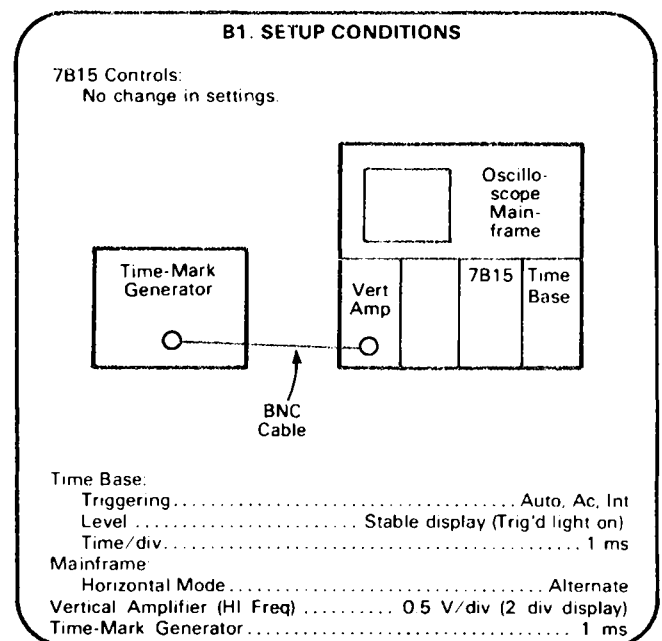 B1. SETUP CONDITIONS
7B15 Controls:
No change in settings.
Oscillo-
scope
Main-
frame
Time-Mark
Generator
Vert
Amp
7B15
Time
Base
BNC
Cable
Time Base:
Triggering.......................................Auto, Ac, Int
Level ........................ Stable display (Trig'd light on)
Time/div.................................................. 1 ms
Mainframe:
Horizontal Mode.....................................Alternate
Vertical Amplifier (HI Freq) .......... 0.5 V/div (2 div display)
Time-Mark Generator...................................... 1 ms